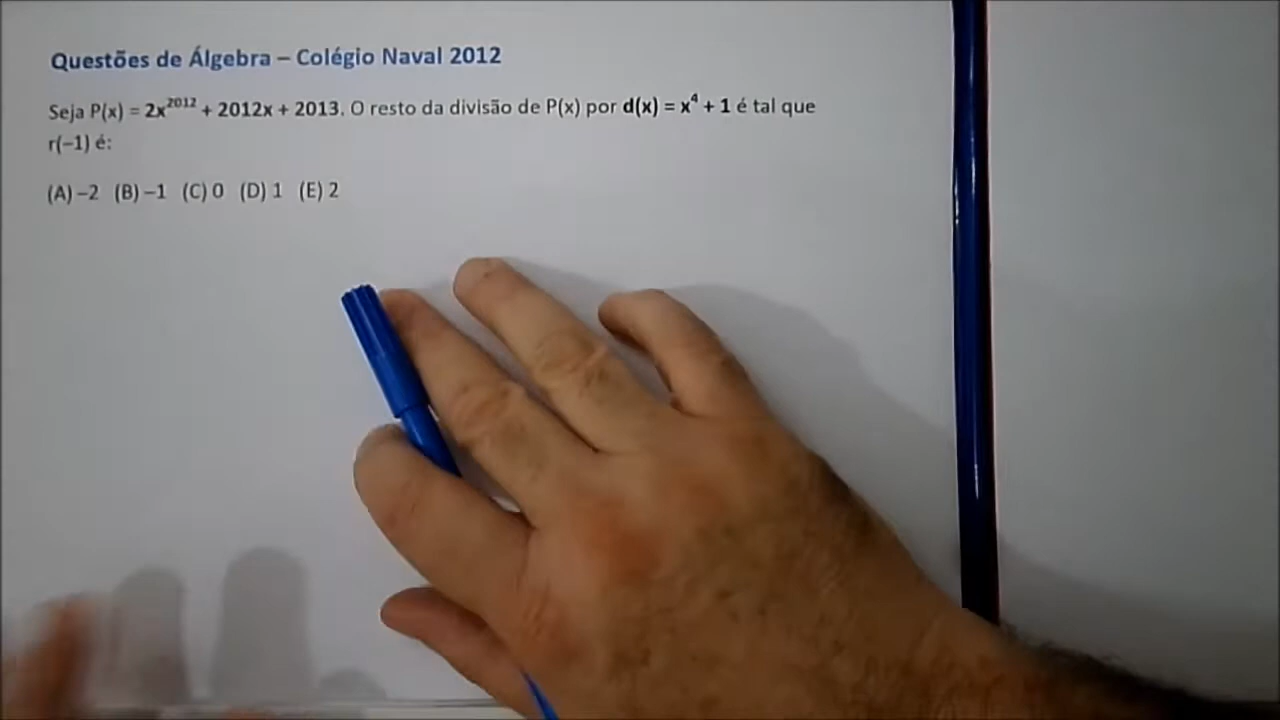 Questões de Álgebra – Colégio Naval 2012
Seja P(x) = 2x²⁰¹² + 2012x + 2013. O resto da divisão de P(x) por d(x) = x⁴ + 1 é tal que
r(–1) é:
(A) –2 (B) –1 (C) 0 (D) 1 (E) 2